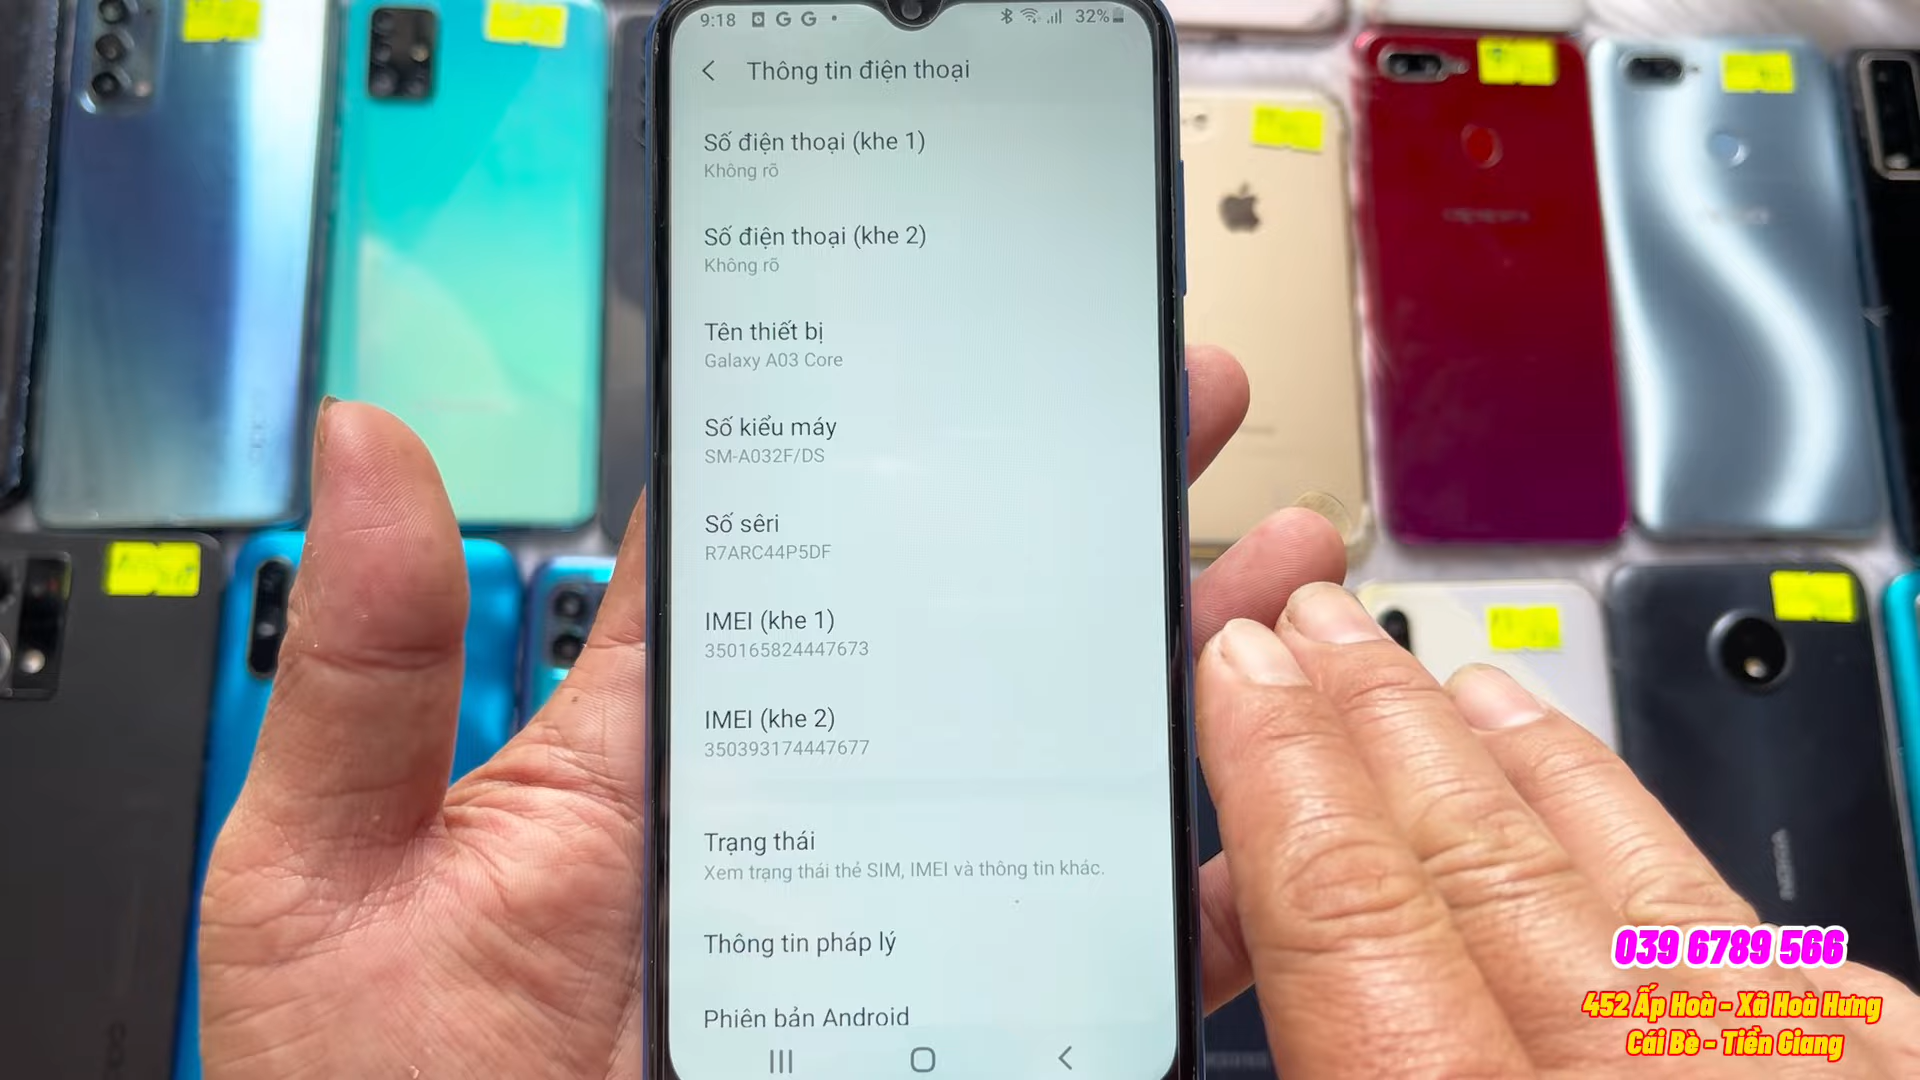 9:18
32%
Thông tin điện thoại
Số điện thoại (khe 1)
Không rõ
Số điện thoại (khe 2)
Không rõ
Tên thiết bị
Galaxy A03 Core
Số kiểu máy
SM-A032F/DS
Số sêri
R7ARC44P5DF
IMEI (khe 1)
350165824447673
IMEI (khe 2)
350393174447677
Trạng thái
Xem trạng thái thẻ SIM, IMEI và thông tin khác.
Thông tin pháp lý
Phiên bản Android
NOKIA
039 6789 566
452 Ấp Hoà - Xã Hoà Hưng
Cái Bè - Tiền Giang